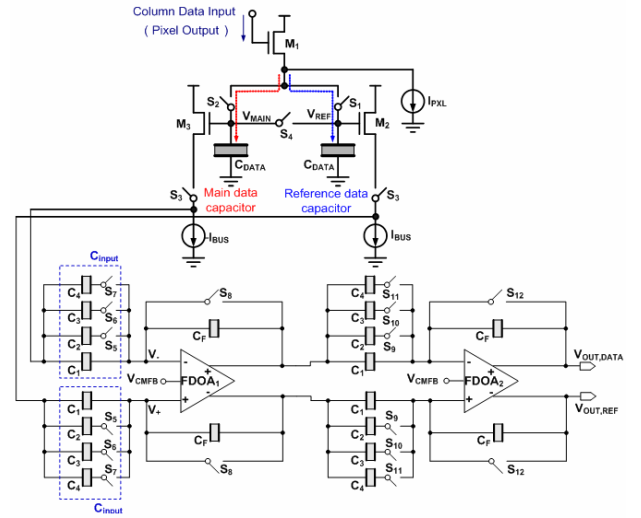 Column Data Input
( Pixel Output )
M1
S2
S1
IPXL
M3
VMAIN
VREF
M2
S4
CDATA
CDATA
S3
Main data
capacitor
Reference data
capacitor
S3
IBUS
IBUS
Cinput
C4
S7
S8
C4
S11
S12
C3
S6
C3
S10
C2
S5
CF
C2
S9
CF
C1
V-
-
+
C1
-
+
VOUT,DATA
VCMFB
FDOA1
VCMFB
FDOA2
C1
V+
+
-
C1
+
-
VOUT,REF
C2
S5
CF
C2
S9
CF
C3
S6
C3
S10
C4
S7
S8
C4
S11
S12
Cinput